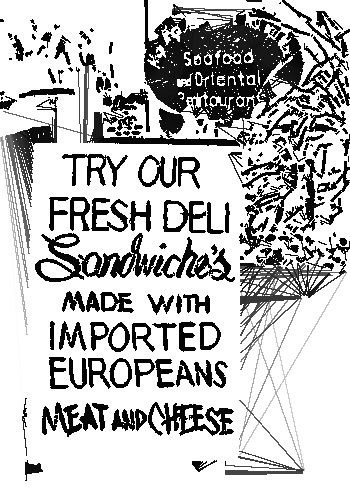 Seafood
and Oriental
Restaurant
TRY OUR
FRESH DELI
Sandwiche's
MADE WITH
IMPORTED
EUROPEANS
MEAT AND CHEESE